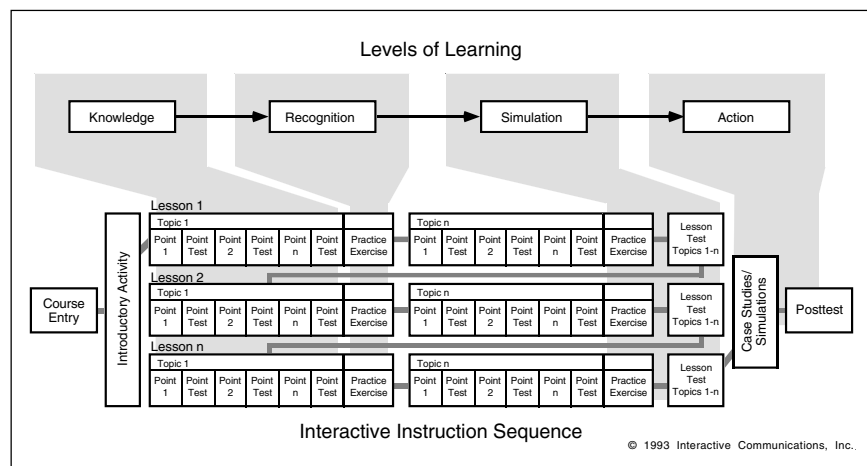 Levels of Learning
Knowledge
Recognition
Simulation
Action
Course
Entry
Introductory Activity
Lesson 1
Topic 1
Point
1
Point
Test
Point
2
Point
Test
Point
n
Point
Test
Practice
Exercise
Topic n
Point
1
Point
Test
Point
2
Point
Test
Point
n
Point
Test
Practice
Exercise
Lesson
Test
Topics 1-n
Lesson 2
Topic 1
Point
1
Point
Test
Point
2
Point
Test
Point
n
Point
Test
Practice
Exercise
Topic n
Point
1
Point
Test
Point
2
Point
Test
Point
n
Point
Test
Practice
Exercise
Lesson
Test
Topics 1-n
Lesson n
Topic 1
Point
1
Point
Test
Point
2
Point
Test
Point
n
Point
Test
Practice
Exercise
Topic n
Point
1
Point
Test
Point
2
Point
Test
Point
n
Point
Test
Practice
Exercise
Lesson
Test
Topics 1-n
Case Studies/
Simulations
Posttest
Interactive Instruction Sequence
© 1993 Interactive Communications, Inc.